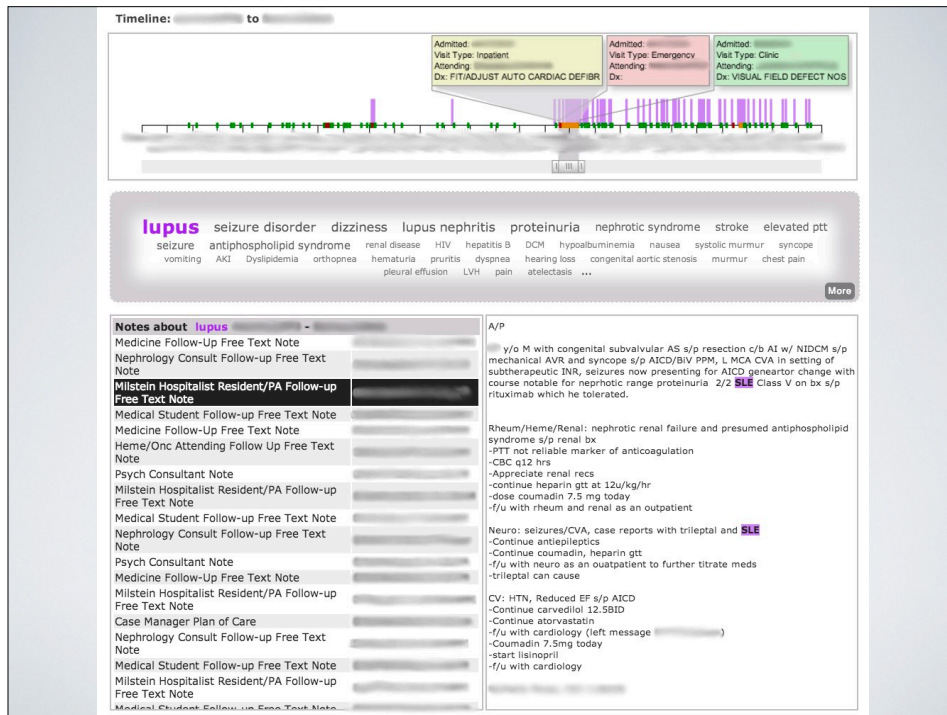 Timeline: to
Admitted:
Visit Type: Inpatient
Attending:
Dx: FIT/ADJUST AUTO CARDIAC DEFIBR
Admitted:
Visit Type: Emergency
Attending:
Dx:
Admitted:
Visit Type: Clinic
Attending:
Dx: VISUAL FIELD DEFECT NOS
lupus seizure disorder dizziness lupus nephritis proteinuria nephrotic syndrome stroke elevated ptt
seizure antiphospholipid syndrome renal disease HIV hepatitis B DCM hypoalbuminemia nausea systolic murmur syncope
vomiting AKI Dyslipidemia orthopnea hematuria pruritis dyspnea hearing loss congenital aortic stenosis murmur chest pain
pleural effusion LVH pain atelectasis ...
More
Notes about lupus -
Medicine Follow-Up Free Text Note
Nephrology Consult Follow-up Free Text
Note
Milstein Hospitalist Resident/PA Follow-up
Free Text Note
Medical Student Follow-up Free Text Note
Medicine Follow-Up Free Text Note
Heme/Onc Attending Follow Up Free Text
Note
Psych Consultant Note
Milstein Hospitalist Resident/PA Follow-up
Free Text Note
Medical Student Follow-up Free Text Note
Nephrology Consult Follow-up Free Text
Note
Psych Consultant Note
Medicine Follow-Up Free Text Note
Milstein Hospitalist Resident/PA Follow-up
Free Text Note
Case Manager Plan of Care
Nephrology Consult Follow-up Free Text
Note
Medical Student Follow-up Free Text Note
Milstein Hospitalist Resident/PA Follow-up
Free Text Note
Medical Student Follow-up Free Text Note
A/P
y/o M with congenital subvalvular AS s/p resection c/b AI w/ NIDCM s/p
mechanical AVR and syncope s/p AICD/BiV PPM, L MCA CVA in setting of
subtherapeutic INR, seizures now presenting for AICD geneartor change with
course notable for neprhotic range proteinuria 2/2 SLE Class V on bx s/p
rituximab which he tolerated.
Rheum/Heme/Renal: nephrotic renal failure and presumed antiphospholipid
syndrome s/p renal bx
-PTT not reliable marker of anticoagulation
-CBC q12 hrs
-Appreciate renal recs
-continue heparin gtt at 12u/kg/hr
-dose coumadin 7.5 mg today
-f/u with rheum and renal as an outpatient
Neuro: seizures/CVA, case reports with trileptal and SLE
-Continue antiepileptics
-Continue coumadin, heparin gtt
-f/u with neuro as an ouatpatient to further titrate meds
-trileptal can cause
CV: HTN, Reduced EF s/p AICD
-Continue carvedilol 12.5BID
-Continue atorvastatin
-f/u with cardiology (left message )
-Coumadin 7.5mg today
-start lisinopril
-f/u with cardiology